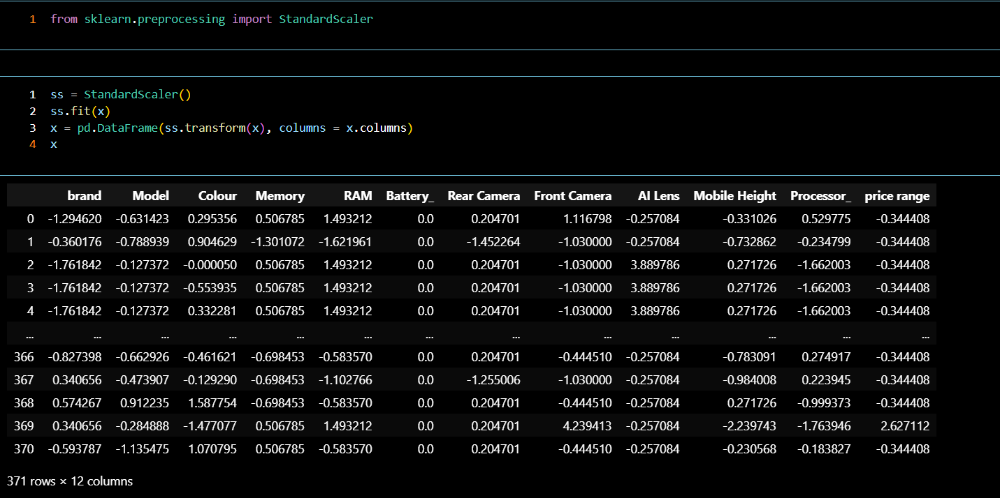 1 from sklearn.preprocessing import StandardScaler
1 ss = StandardScaler()
2 ss.fit(x)
3 x = pd.DataFrame(ss.transform(x), columns = x.columns)
4 x
brand Model Colour Memory RAM Battery_ Rear Camera Front Camera AI Lens Mobile Height Processor_ price range
0 -1.294620 -0.631423 0.295356 0.506785 1.493212 0.0 0.204701 1.116798 -0.257084 -0.331026 0.529775 -0.344408
1 -0.360176 -0.788939 0.904629 -1.301072 -1.621961 0.0 -1.452264 -1.030000 -0.257084 -0.732862 -0.234799 -0.344408
2 -1.761842 -0.127372 -0.000050 0.506785 1.493212 0.0 0.204701 -1.030000 3.889786 0.271726 -1.662003 -0.344408
3 -1.761842 -0.127372 -0.553935 0.506785 1.493212 0.0 0.204701 -1.030000 3.889786 0.271726 -1.662003 -0.344408
4 -1.761842 -0.127372 0.332281 0.506785 1.493212 0.0 0.204701 -1.030000 3.889786 0.271726 -1.662003 -0.344408
... ... ... ... ... ... ... ... ... ... ... ... ...
366 -0.827398 -0.662926 -0.461621 -0.698453 -0.583570 0.0 0.204701 -0.444510 -0.257084 -0.783091 0.274917 -0.344408
367 0.340656 -0.473907 -0.129290 -0.698453 -1.102766 0.0 -1.255006 -1.030000 -0.257084 -0.984008 0.223945 -0.344408
368 0.574267 0.912235 1.587754 -0.698453 -0.583570 0.0 0.204701 -0.444510 -0.257084 0.271726 -0.999373 -0.344408
369 0.340656 -0.284888 -1.477077 0.506785 1.493212 0.0 0.204701 4.239413 -0.257084 -2.239743 -1.763946 2.627112
370 -0.593787 -1.135475 1.070795 0.506785 -0.583570 0.0 0.204701 -0.444510 -0.257084 -0.230568 -0.183827 -0.344408
371 rows × 12 columns